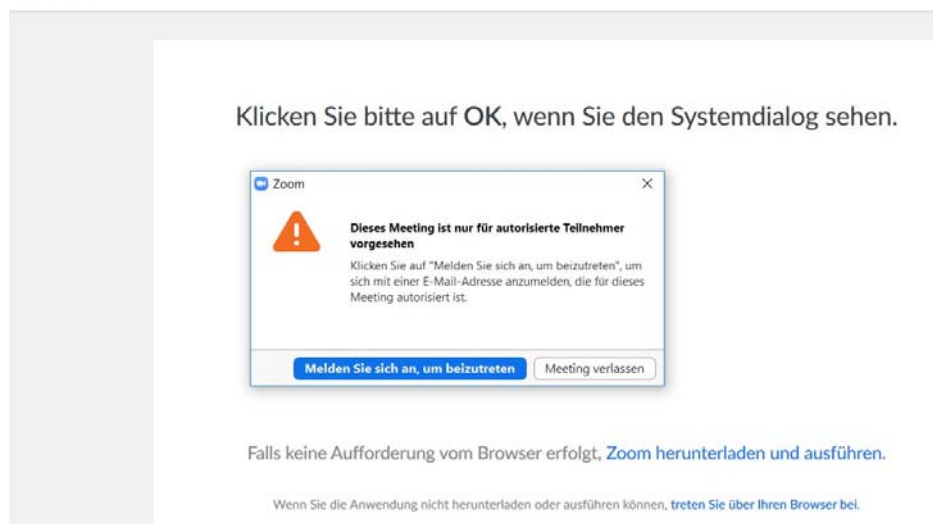 Klicken Sie bitte auf OK, wenn Sie den Systemdialog sehen.
Zoom
Dieses Meeting ist nur für autorisierte Teilnehmer
vorgesehen
Klicken Sie auf "Melden Sie sich an, um beizutreten", um
sich mit einer E-Mail-Adresse anzumelden, die für dieses
Meeting autorisiert ist.
Melden Sie sich an, um beizutreten
Meeting verlassen
Falls keine Aufforderung vom Browser erfolgt, Zoom herunterladen und ausführen.
Wenn Sie die Anwendung nicht herunterladen oder ausführen können, treten Sie über Ihren Browser bei.